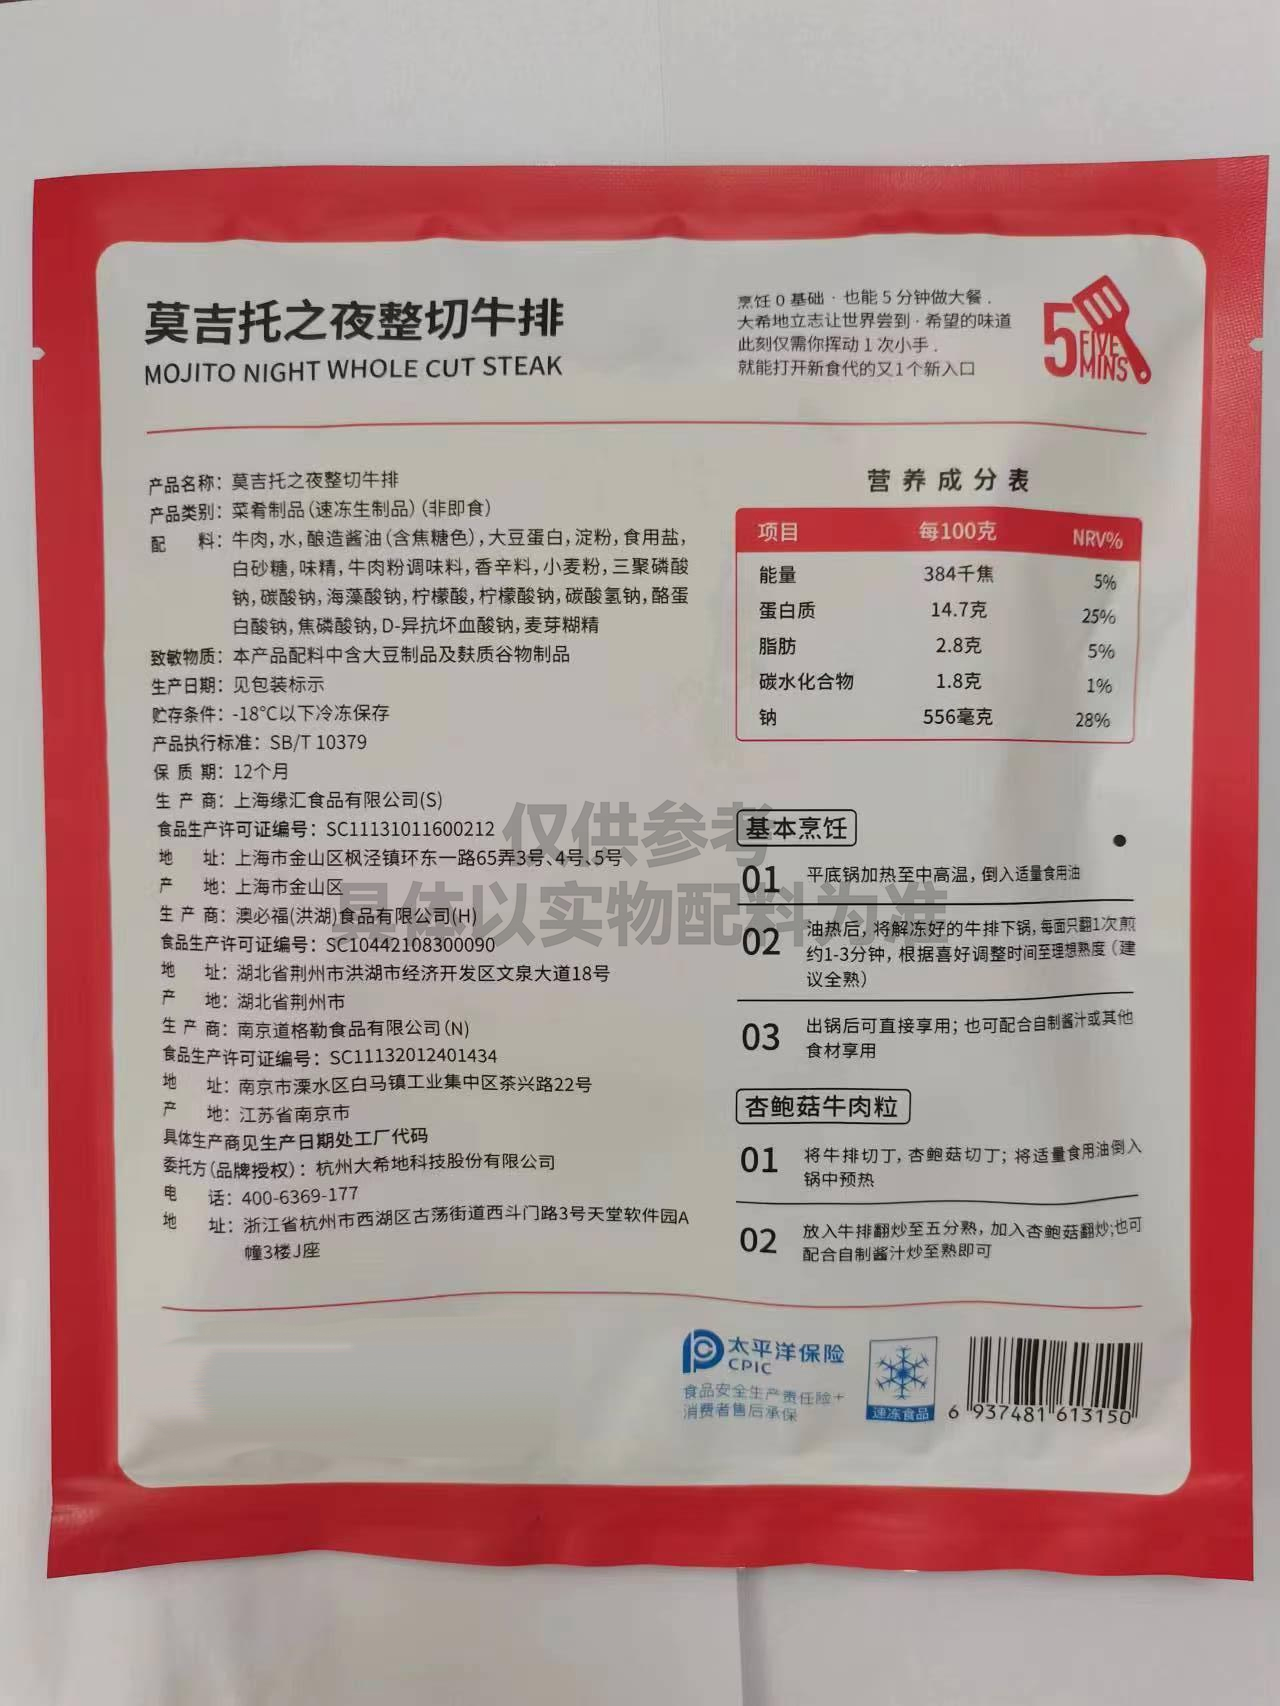 莫吉托之夜整切牛排
MOJITO NIGHT WHOLE CUT STEAK
烹饪 0 基础 · 也能 5 分钟做大餐 .
大希地立志让世界尝到 · 希望的味道
此刻仅需你挥动 1 次小手 .
就能打开新食代的又1个新入口
5 FIVE MINS
产品名称：莫吉托之夜整切牛排
产品类别：菜肴制品（速冻生制品）（非即食）
配 料：牛肉，水，酿造酱油（含焦糖色），大豆蛋白，淀粉，食用盐，
白砂糖，味精，牛肉粉调味料，香辛料，小麦粉，三聚磷酸
钠，碳酸钠，海藻酸钠，柠檬酸，柠檬酸钠，碳酸氢钠，酪蛋
白酸钠，焦磷酸钠，D-异抗坏血酸钠，麦芽糊精
致敏物质：本产品配料中含大豆制品及麸质谷物制品
生产日期：见包装标示
贮存条件：-18℃以下冷冻保存
产品执行标准：SB/T 10379
保 质 期：12个月
生 产 商：上海缘汇食品有限公司(S)
食品生产许可证编号：SC11131011600212
地 址：上海市金山区枫泾镇环东一路65弄3号、4号、5号
产 地：上海市金山区
生 产 商：澳必福(洪湖)食品有限公司(H)
食品生产许可证编号：SC10442108300090
地 址：湖北省荆州市洪湖市经济开发区文泉大道18号
产 地：湖北省荆州市
生 产 商：南京道格勒食品有限公司（N)
食品生产许可证编号：SC11132012401434
地 址：南京市溧水区白马镇工业集中区茶兴路22号
产 地：江苏省南京市
具体生产商见生产日期处工厂代码
委托方（品牌授权）：杭州大希地科技股份有限公司
电 话：400-6369-177
地 址：浙江省杭州市西湖区古荡街道西斗门路3号天堂软件园A
幢3楼J座
营养成分表
项目 每100克 NRV%
能量 384千焦 5%
蛋白质 14.7克 25%
脂肪 2.8克 5%
碳水化合物 1.8克 1%
钠 556毫克 28%
仅供参考
具体以实物配料为准
基本烹饪
01 平底锅加热至中高温，倒入适量食用油
02 油热后，将解冻好的牛排下锅，每面只翻1次煎
约1-3分钟，根据喜好调整时间至理想熟度（建
议全熟）
03 出锅后可直接享用；也可配合自制酱汁或其他
食材享用
杏鲍菇牛肉粒
01 将牛排切丁，杏鲍菇切丁；将适量食用油倒入
锅中预热
02 放入牛排翻炒至五分熟，加入杏鲍菇翻炒;也可
配合自制酱汁炒至熟即可
太平洋保险
CPIC
食品安全生产责任险+
消费者售后承保
速冻食品
6 937481 613150